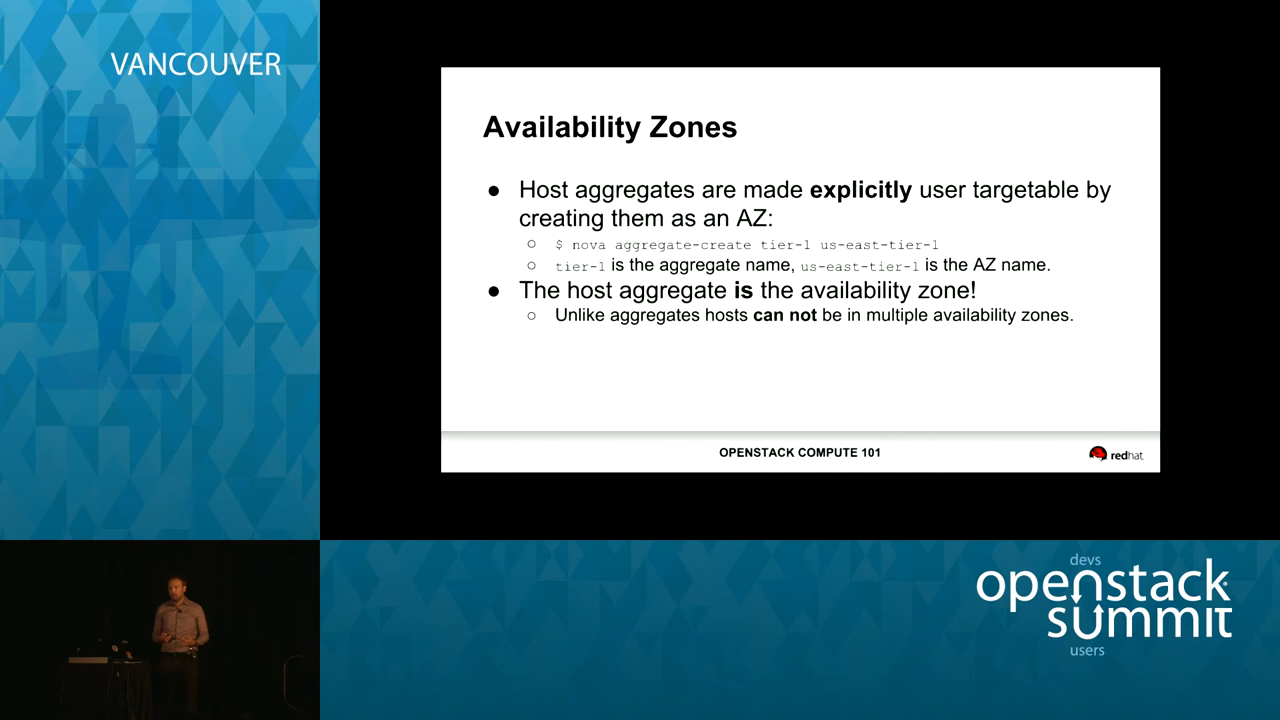 VANCOUVER
Availability Zones
● Host aggregates are made explicitly user targetable by
creating them as an AZ:
○ $ nova aggregate-create tier-1 us-east-tier-1
○ tier-1 is the aggregate name, us-east-tier-1 is the AZ name.
● The host aggregate is the availability zone!
○ Unlike aggregates hosts can not be in multiple availability zones.
OPENSTACK COMPUTE 101
redhat
devs
openstack
summit
users